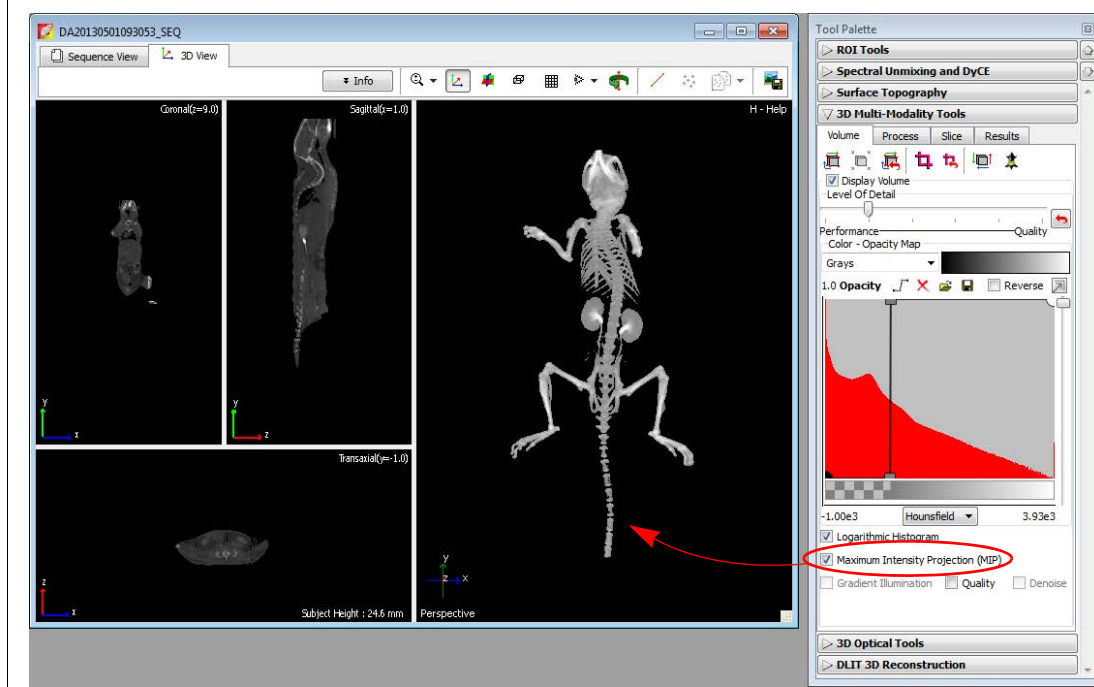 DA20130501093053_SEQ
Sequence View
3D View
Info
Coronal(z=9.0)
Sagittal(x=1.0)
H - Help
y
x
y
z
Transaxial(y=-1.0)
z
x
Subject Height : 24.6 mm
y
z
x
Perspective
Tool Palette
ROI Tools
Spectral Unmixing and DyCE
Surface Topography
3D Multi-Modality Tools
Volume Process Slice Results
Display Volume
Level Of Detail
Performance Quality
Color - Opacity Map
Grays
1.0 Opacity Reverse
-1.00e3 Hounsfield 3.93e3
Logarithmic Histogram
Maximum Intensity Projection (MIP)
Gradient Illumination Quality Denoise
3D Optical Tools
DLIT 3D Reconstruction